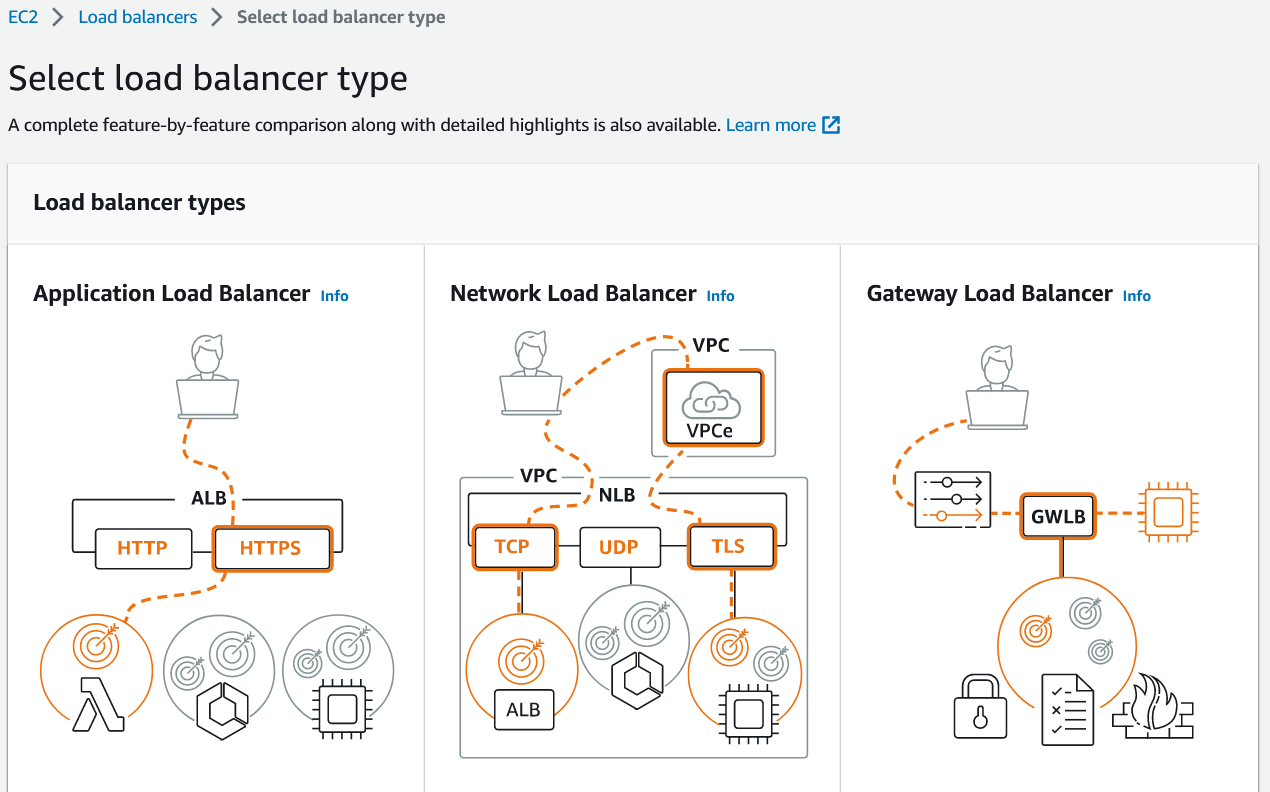 EC2 > Load balancers > Select load balancer type
Select load balancer type
A complete feature-by-feature comparison along with detailed highlights is also available. Learn more
Load balancer types
Application Load Balancer Info
ALB
HTTP
HTTPS
Network Load Balancer Info
VPC
VPCe
VPC
NLB
TCP
UDP
TLS
ALB
Gateway Load Balancer Info
GWLB